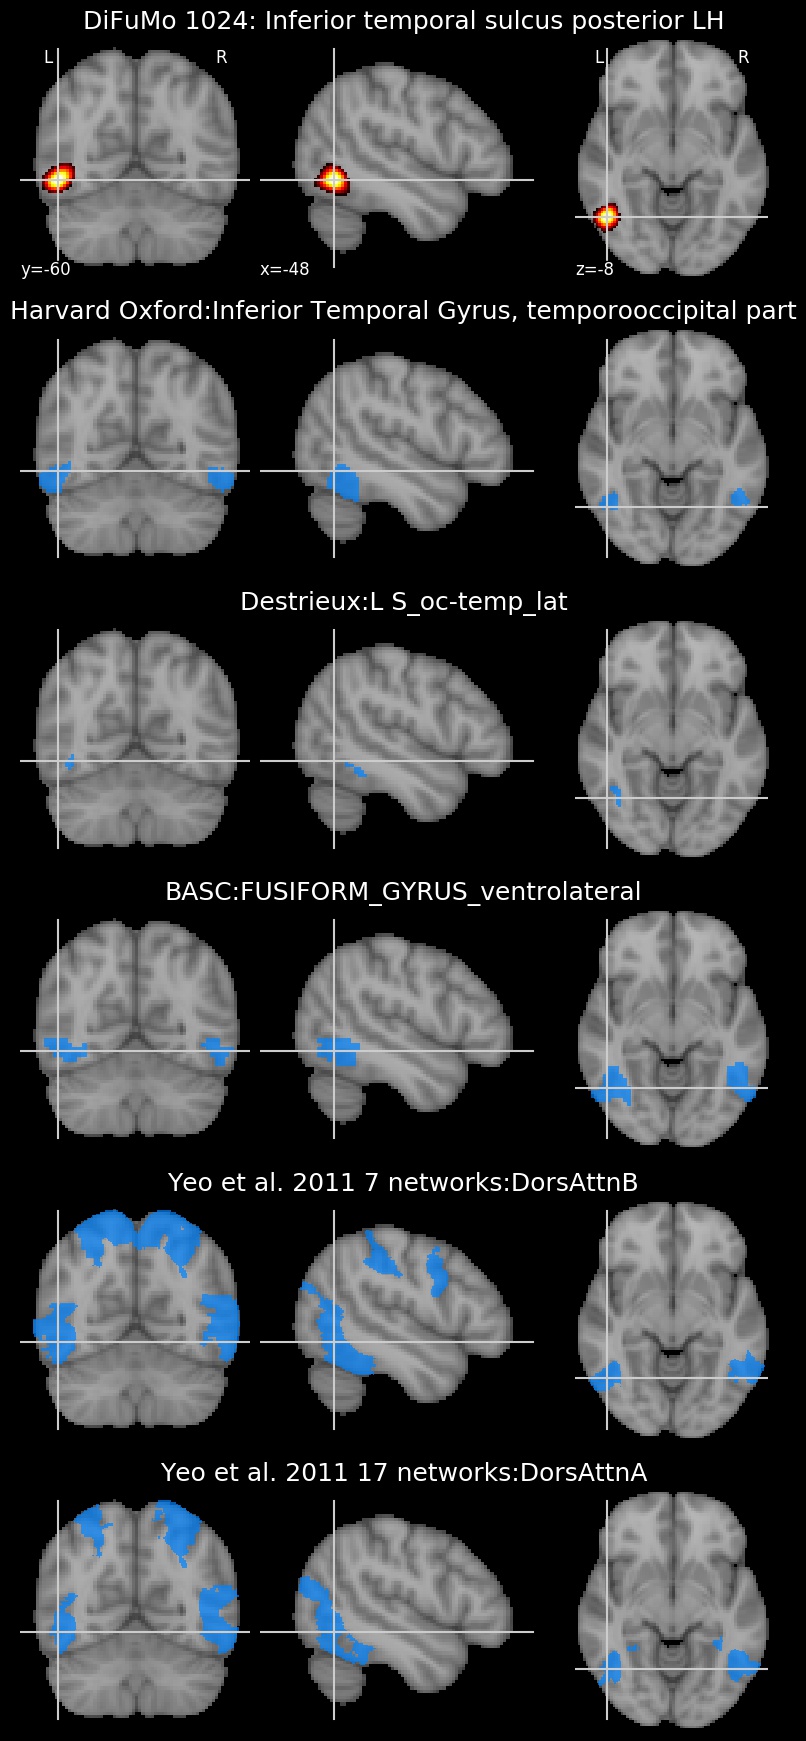 DiFuMo 1024: Inferior temporal sulcus posterior LH
L R L R
y=-60 x=-48 z=-8
Harvard Oxford:Inferior Temporal Gyrus, temporooccipital part
Destrieux:L S_oc-temp_lat
BASC:FUSIFORM_GYRUS_ventrolateral
Yeo et al. 2011 7 networks:DorsAttnB
Yeo et al. 2011 17 networks:DorsAttnA